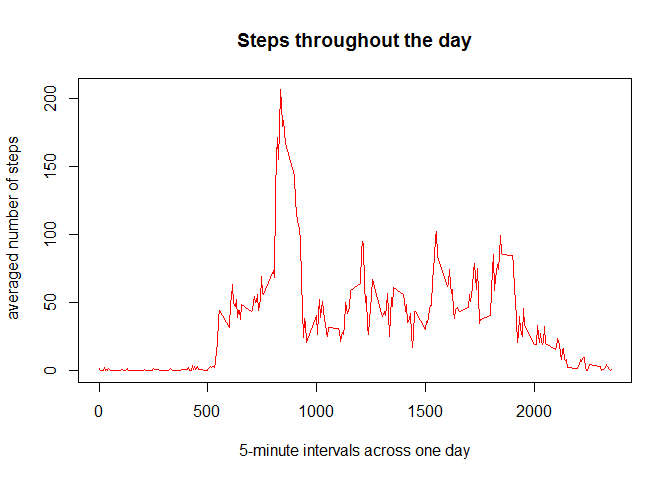 Steps throughout the day
averaged number of steps
200
150
100
50
0
0 500 1000 1500 2000
5-minute intervals across one day